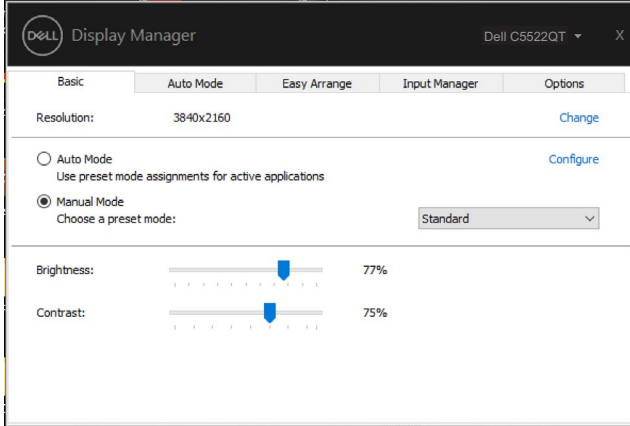 DELL Display Manager Dell C5522QT X
Basic Auto Mode Easy Arrange Input Manager Options
Resolution: 3840x2160 Change
Auto Mode Configure
Use preset mode assignments for active applications
Manual Mode
Choose a preset mode: Standard
Brightness: 77%
Contrast: 75%